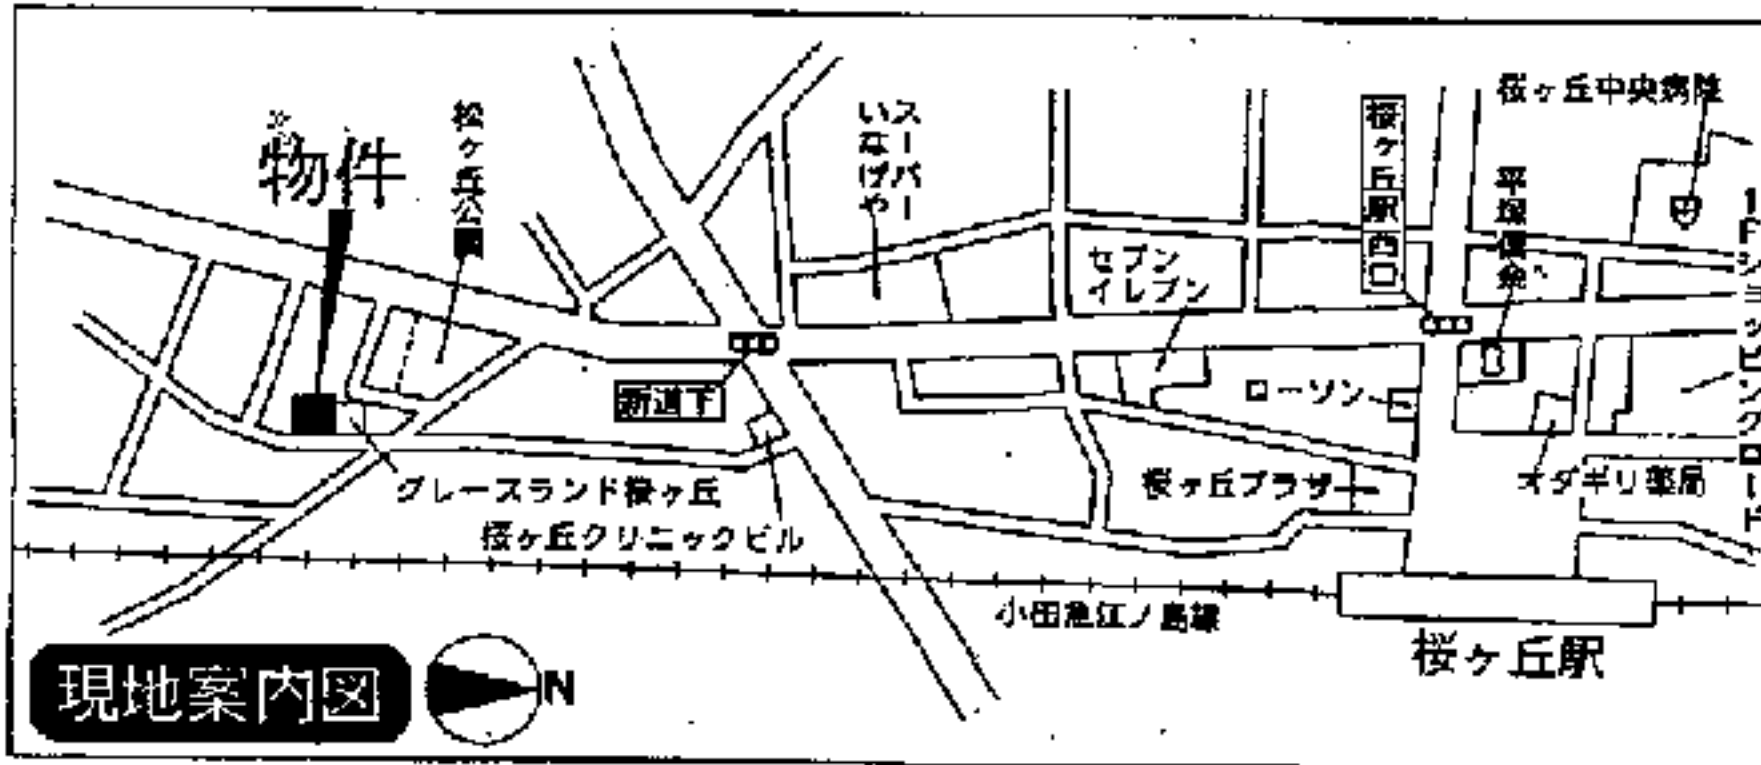 物件
松ヶ丘公園
スーパー
いなげや
桜ヶ丘駅西口
桜ヶ丘中央病院
平塚信金
セブン
イレブン
新道下
ローソン
オダギリ薬局
桜ヶ丘プラザ
グレースランド桜ヶ丘
桜ヶ丘クリニックビル
小田急江ノ島線
桜ヶ丘駅
現地案内図
N